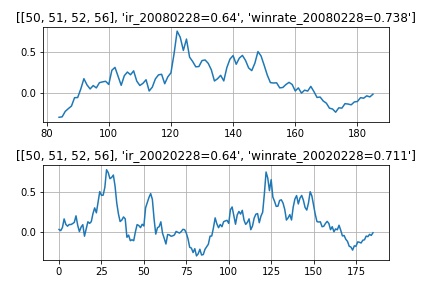 [[50, 51, 52, 56], 'ir_20080228=0.64', 'winrate_20080228=0.738']
0.5
0.0
80 100 120 140 160 180
[[50, 51, 52, 56], 'ir_20020228=0.64', 'winrate_20020228=0.711']
0.5
0.0
0 25 50 75 100 125 150 175